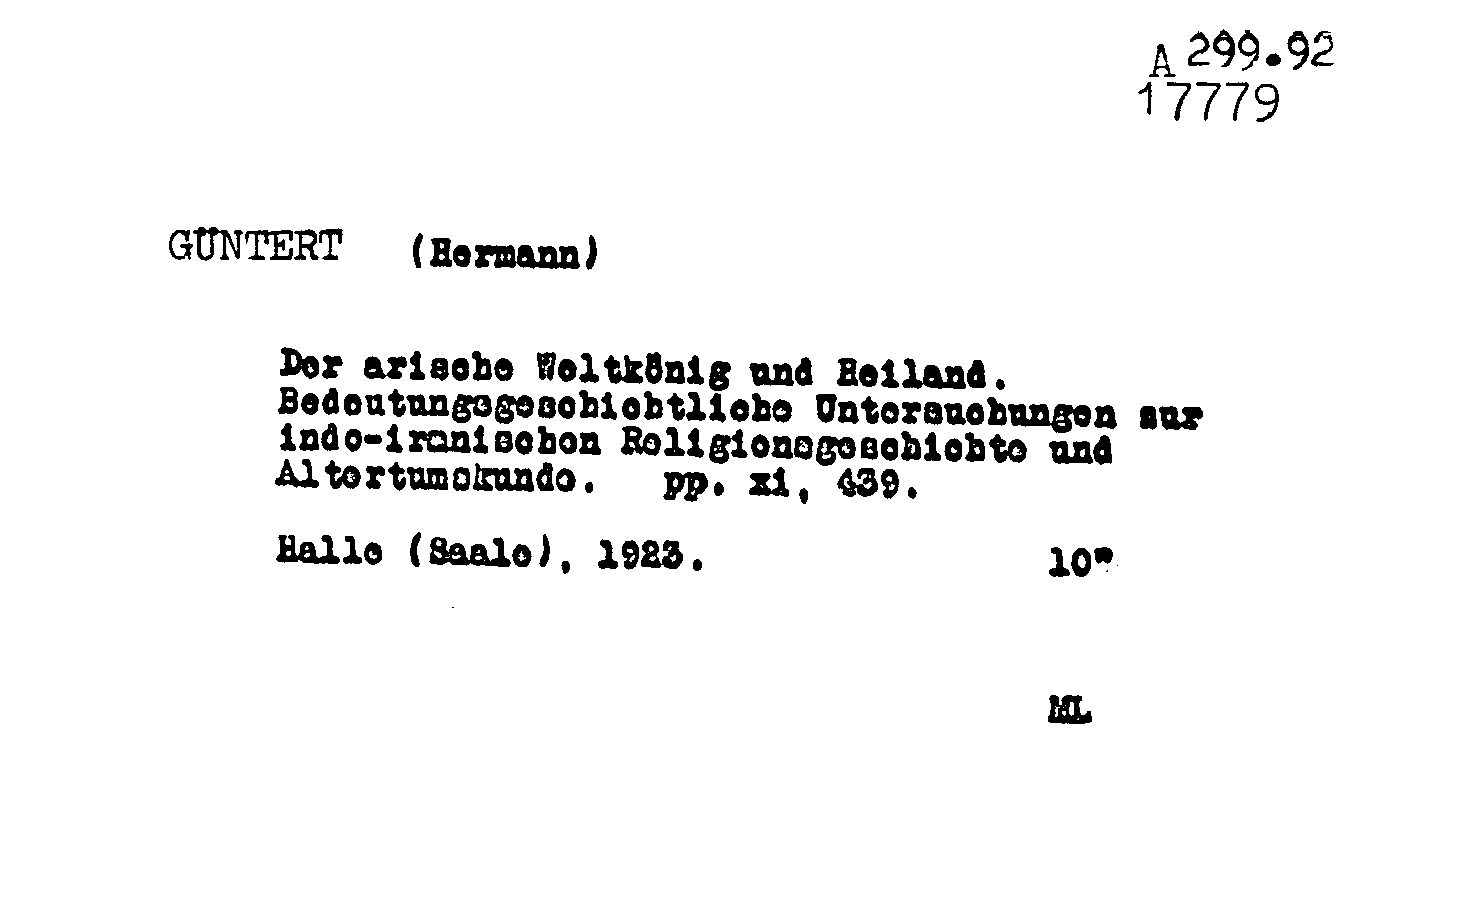 A 299.92
17779
GÜNTERT (Hermann)
Der arische Weltkönig und Heiland.
Bedeutungsgeschichtliche Untersuchungen zur
indo-iranischen Religionsgeschichte und
Altertumskunde. pp. xi, 439.
Halle (Saale), 1923. 10"
ML